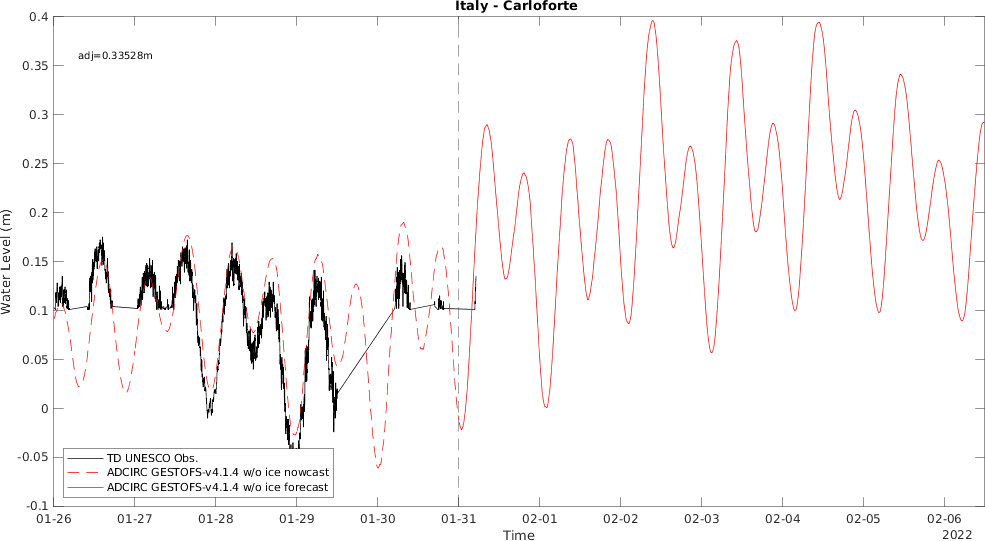 Italy - Carloforte
adj=0.33528m
0.4
0.35
0.3
0.25
0.2
0.15
0.1
0.05
0
-0.05
-0.1
Water Level (m)
TD UNESCO Obs.
ADCIRC GESTOFS-v4.1.4 w/o ice nowcast
ADCIRC GESTOFS-v4.1.4 w/o ice forecast
01-26 01-27 01-28 01-29 01-30 01-31 02-01 02-02 02-03 02-04 02-05 02-06
Time
2022